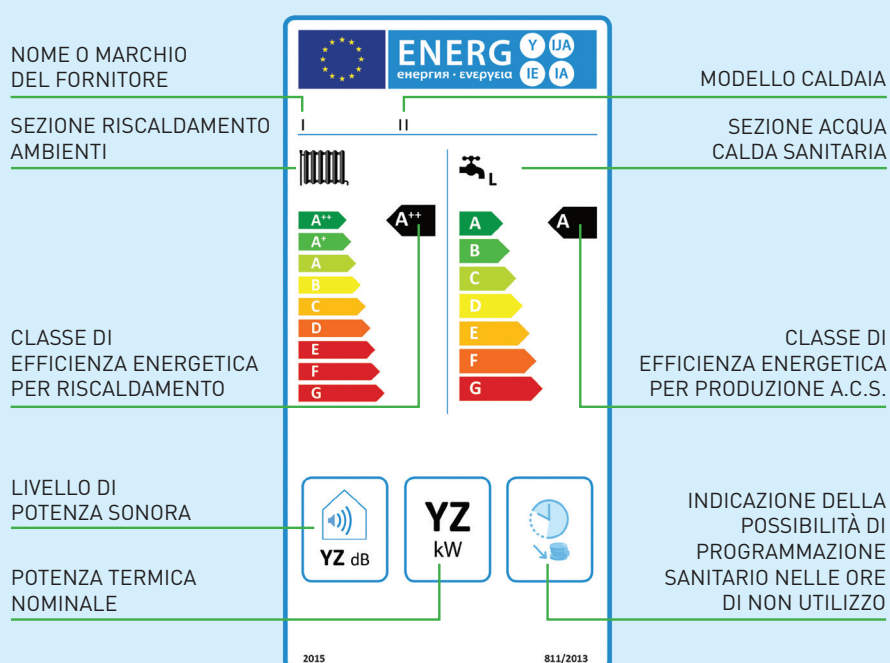 NOME O MARCHIO
DEL FORNITORE
SEZIONE RISCALDAMENTO
AMBIENTI
CLASSE DI
EFFICIENZA ENERGETICA
PER RISCALDAMENTO
LIVELLO DI
POTENZA SONORA
POTENZA TERMICA
NOMINALE
ENERG
енергия · ενεργεια
Y IJA
IE IA
I II
L
A++
A+
A
B
C
D
E
F
G
A++
A
B
C
D
E
F
G
A
YZ dB
YZ
kW
2015 811/2013
MODELLO CALDAIA
SEZIONE ACQUA
CALDA SANITARIA
CLASSE DI
EFFICIENZA ENERGETICA
PER PRODUZIONE A.C.S.
INDICAZIONE DELLA
POSSIBILITÀ DI
PROGRAMMAZIONE
SANITARIO NELLE ORE
DI NON UTILIZZO